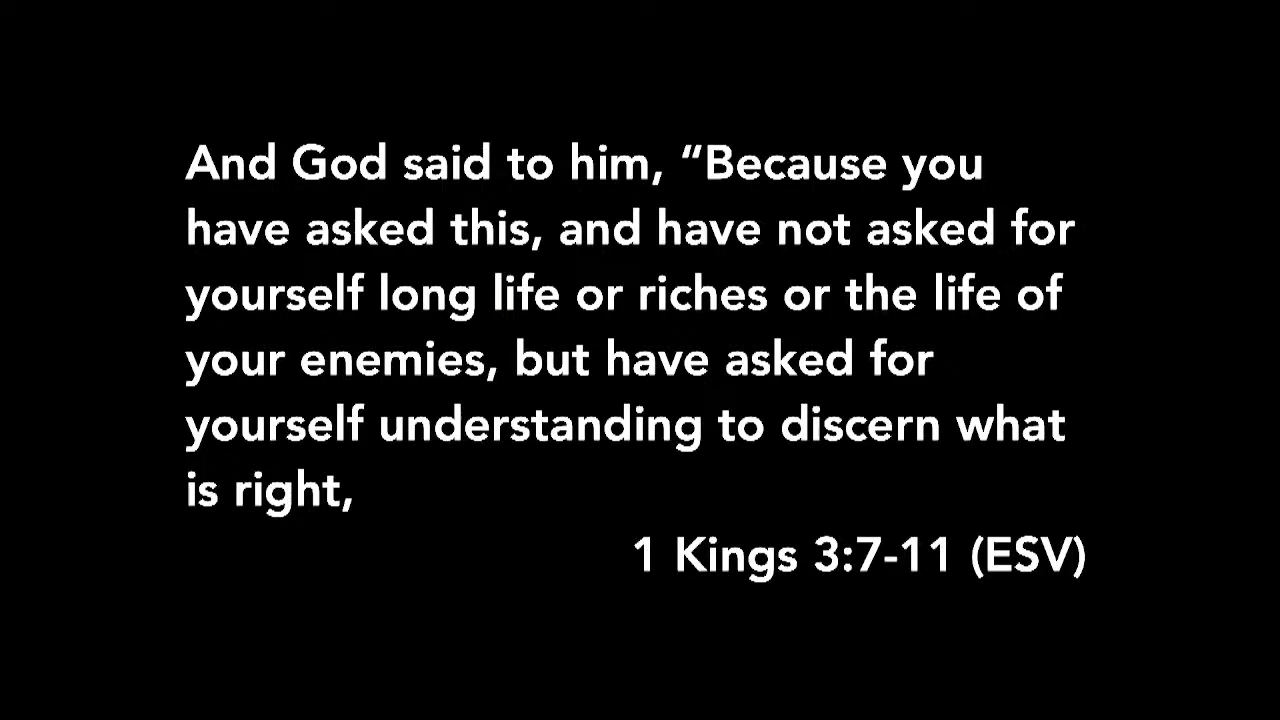 And God said to him, “Because you
have asked this, and have not asked for
yourself long life or riches or the life of
your enemies, but have asked for
yourself understanding to discern what
is right,
1 Kings 3:7-11 (ESV)